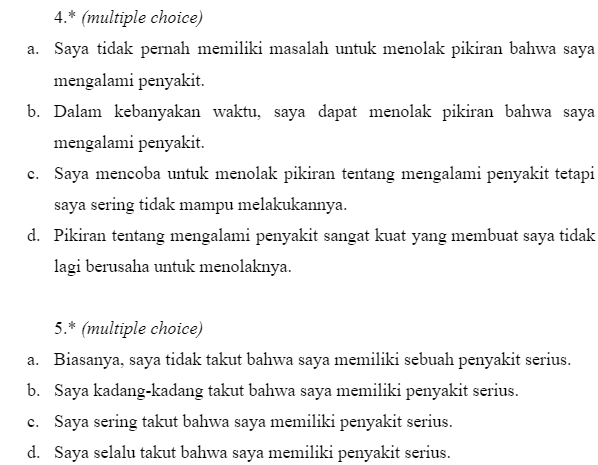 4.* (multiple choice)
a. Saya tidak pernah memiliki masalah untuk menolak pikiran bahwa saya
mengalami penyakit.
b. Dalam kebanyakan waktu, saya dapat menolak pikiran bahwa saya
mengalami penyakit.
c. Saya mencoba untuk menolak pikiran tentang mengalami penyakit tetapi
saya sering tidak mampu melakukannya.
d. Pikiran tentang mengalami penyakit sangat kuat yang membuat saya tidak
lagi berusaha untuk menolaknya.
5.* (multiple choice)
a. Biasanya, saya tidak takut bahwa saya memiliki sebuah penyakit serius.
b. Saya kadang-kadang takut bahwa saya memiliki penyakit serius.
c. Saya sering takut bahwa saya memiliki penyakit serius.
d. Saya selalu takut bahwa saya memiliki penyakit serius.